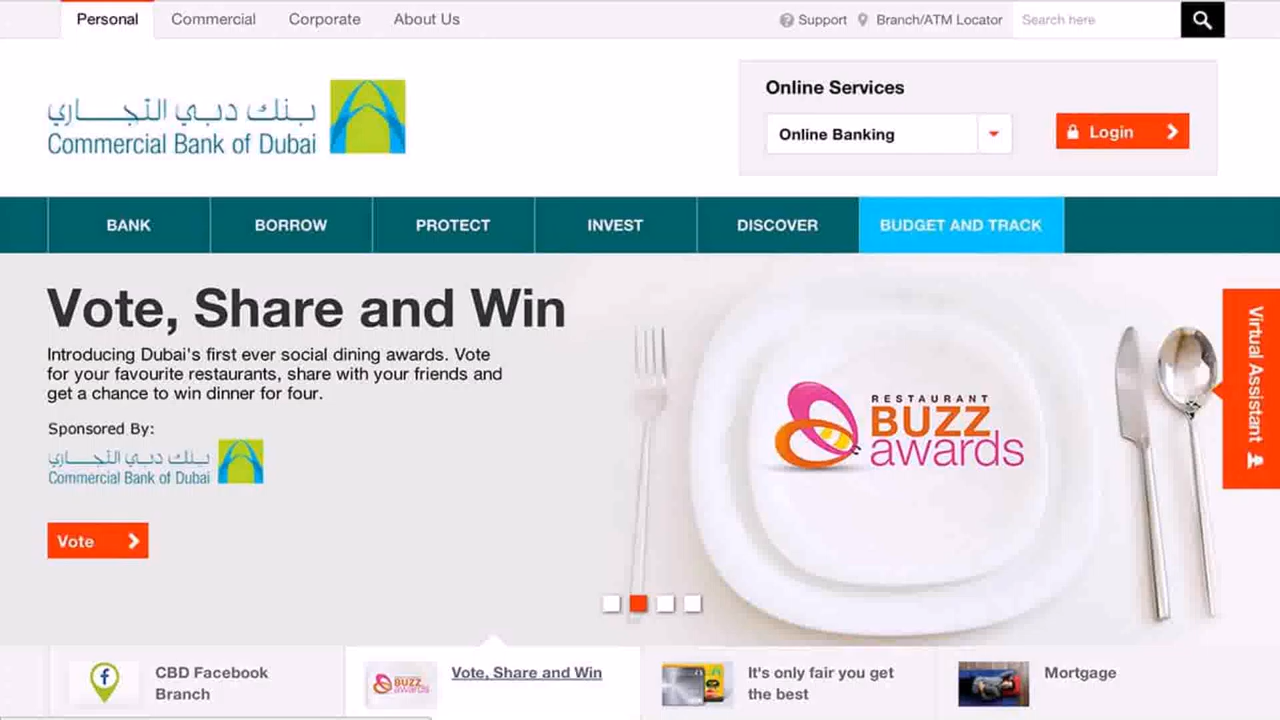 Personal
Commercial
Corporate
About Us
Support
Branch/ATM Locator
Search here
بنك دبي التجاري
Commercial Bank of Dubai
Online Services
Online Banking
Login
BANK
BORROW
PROTECT
INVEST
DISCOVER
BUDGET AND TRACK
Vote, Share and Win
Introducing Dubai's first ever social dining awards. Vote
for your favourite restaurants, share with your friends and
get a chance to win dinner for four.
Sponsored By:
بنك دبي التجاري
Commercial Bank of Dubai
Vote
RESTAURANT
BUZZ
awards
Virtual Assistant
CBD Facebook
Branch
BUZZ
awards
Vote, Share and Win
It's only fair you get
the best
Mortgage